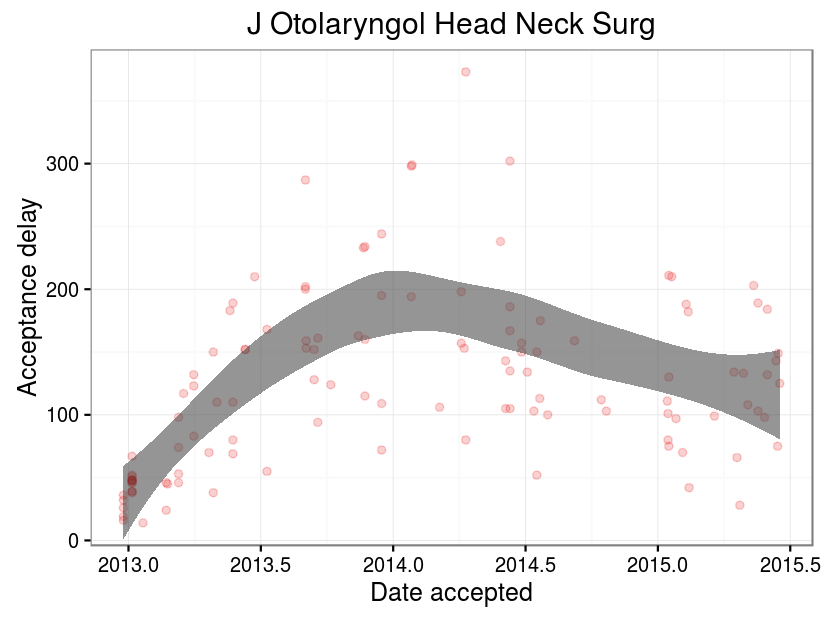 J Otolaryngol Head Neck Surg
Acceptance delay
300
200
100
0
2013.0 2013.5 2014.0 2014.5 2015.0 2015.5
Date accepted